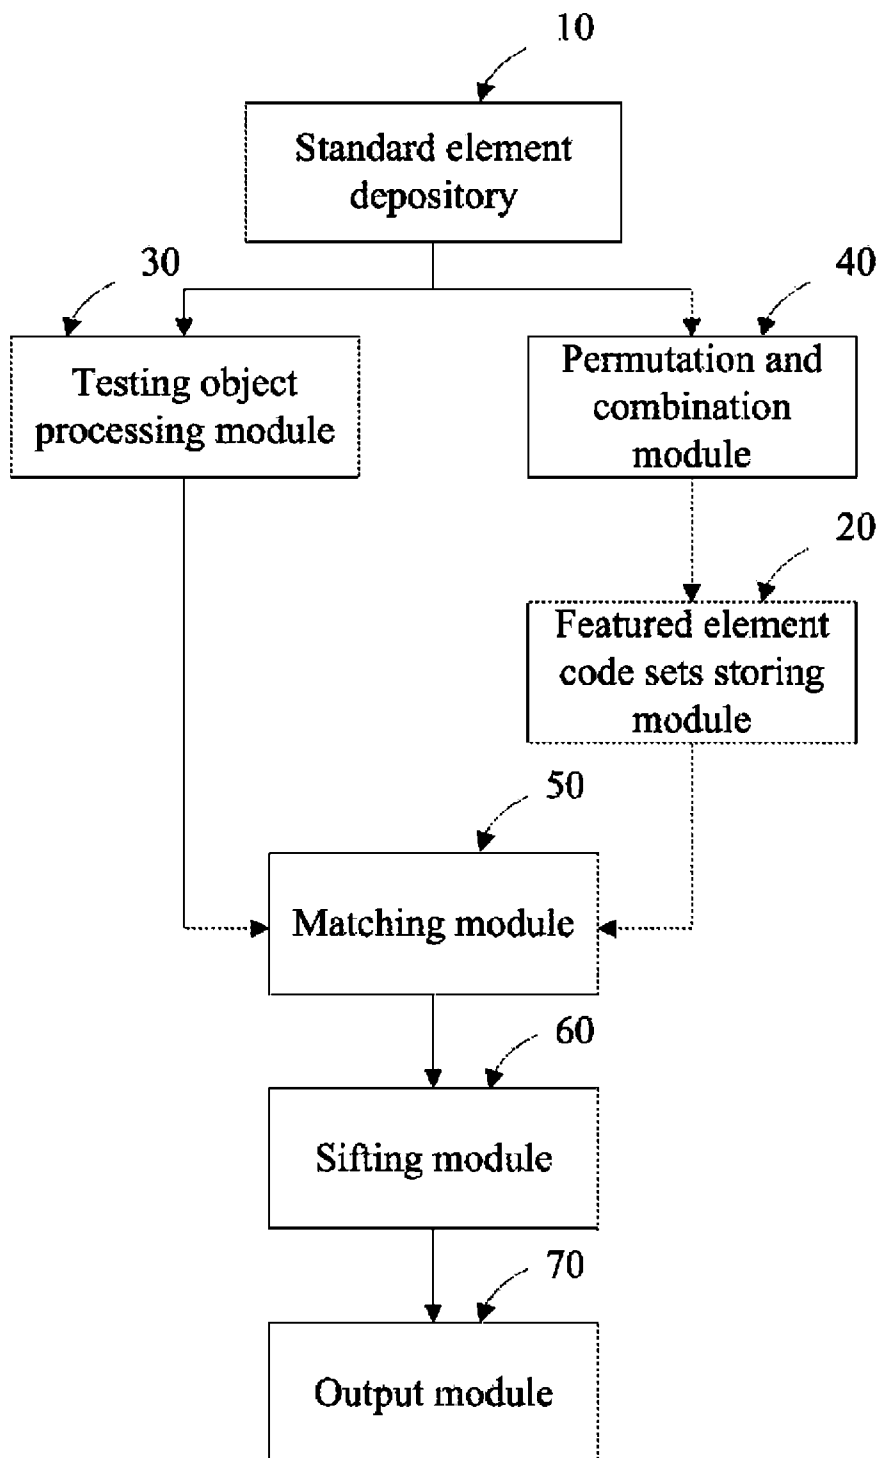 10
Standard element
depository
30
40
Testing object
processing module
Permutation and
combination
module
20
Featured element
code sets storing
module
50
Matching module
60
Sifting module
70
Output module